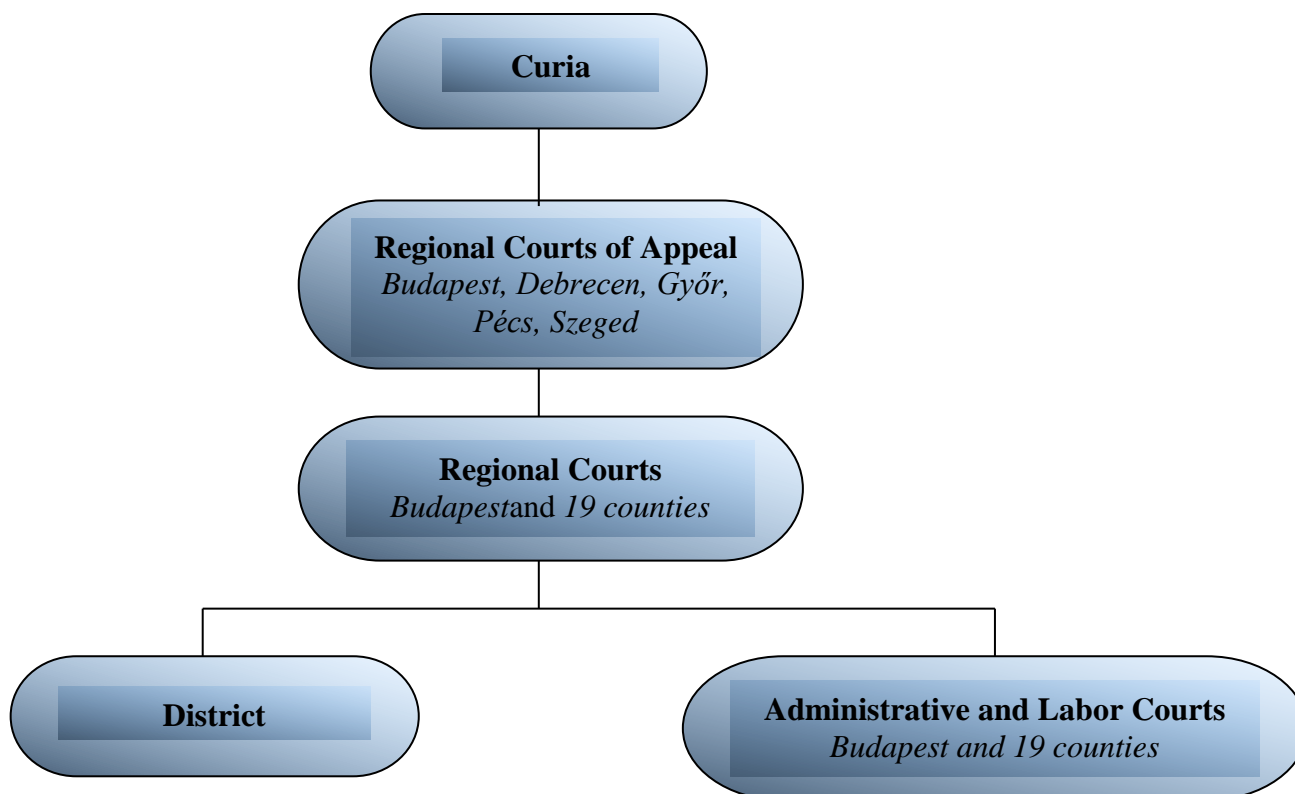 Curia
Regional Courts of Appeal
Budapest, Debrecen, Győr,
Pécs, Szeged
Regional Courts
Budapestand 19 counties
District
Administrative and Labor Courts
Budapest and 19 counties